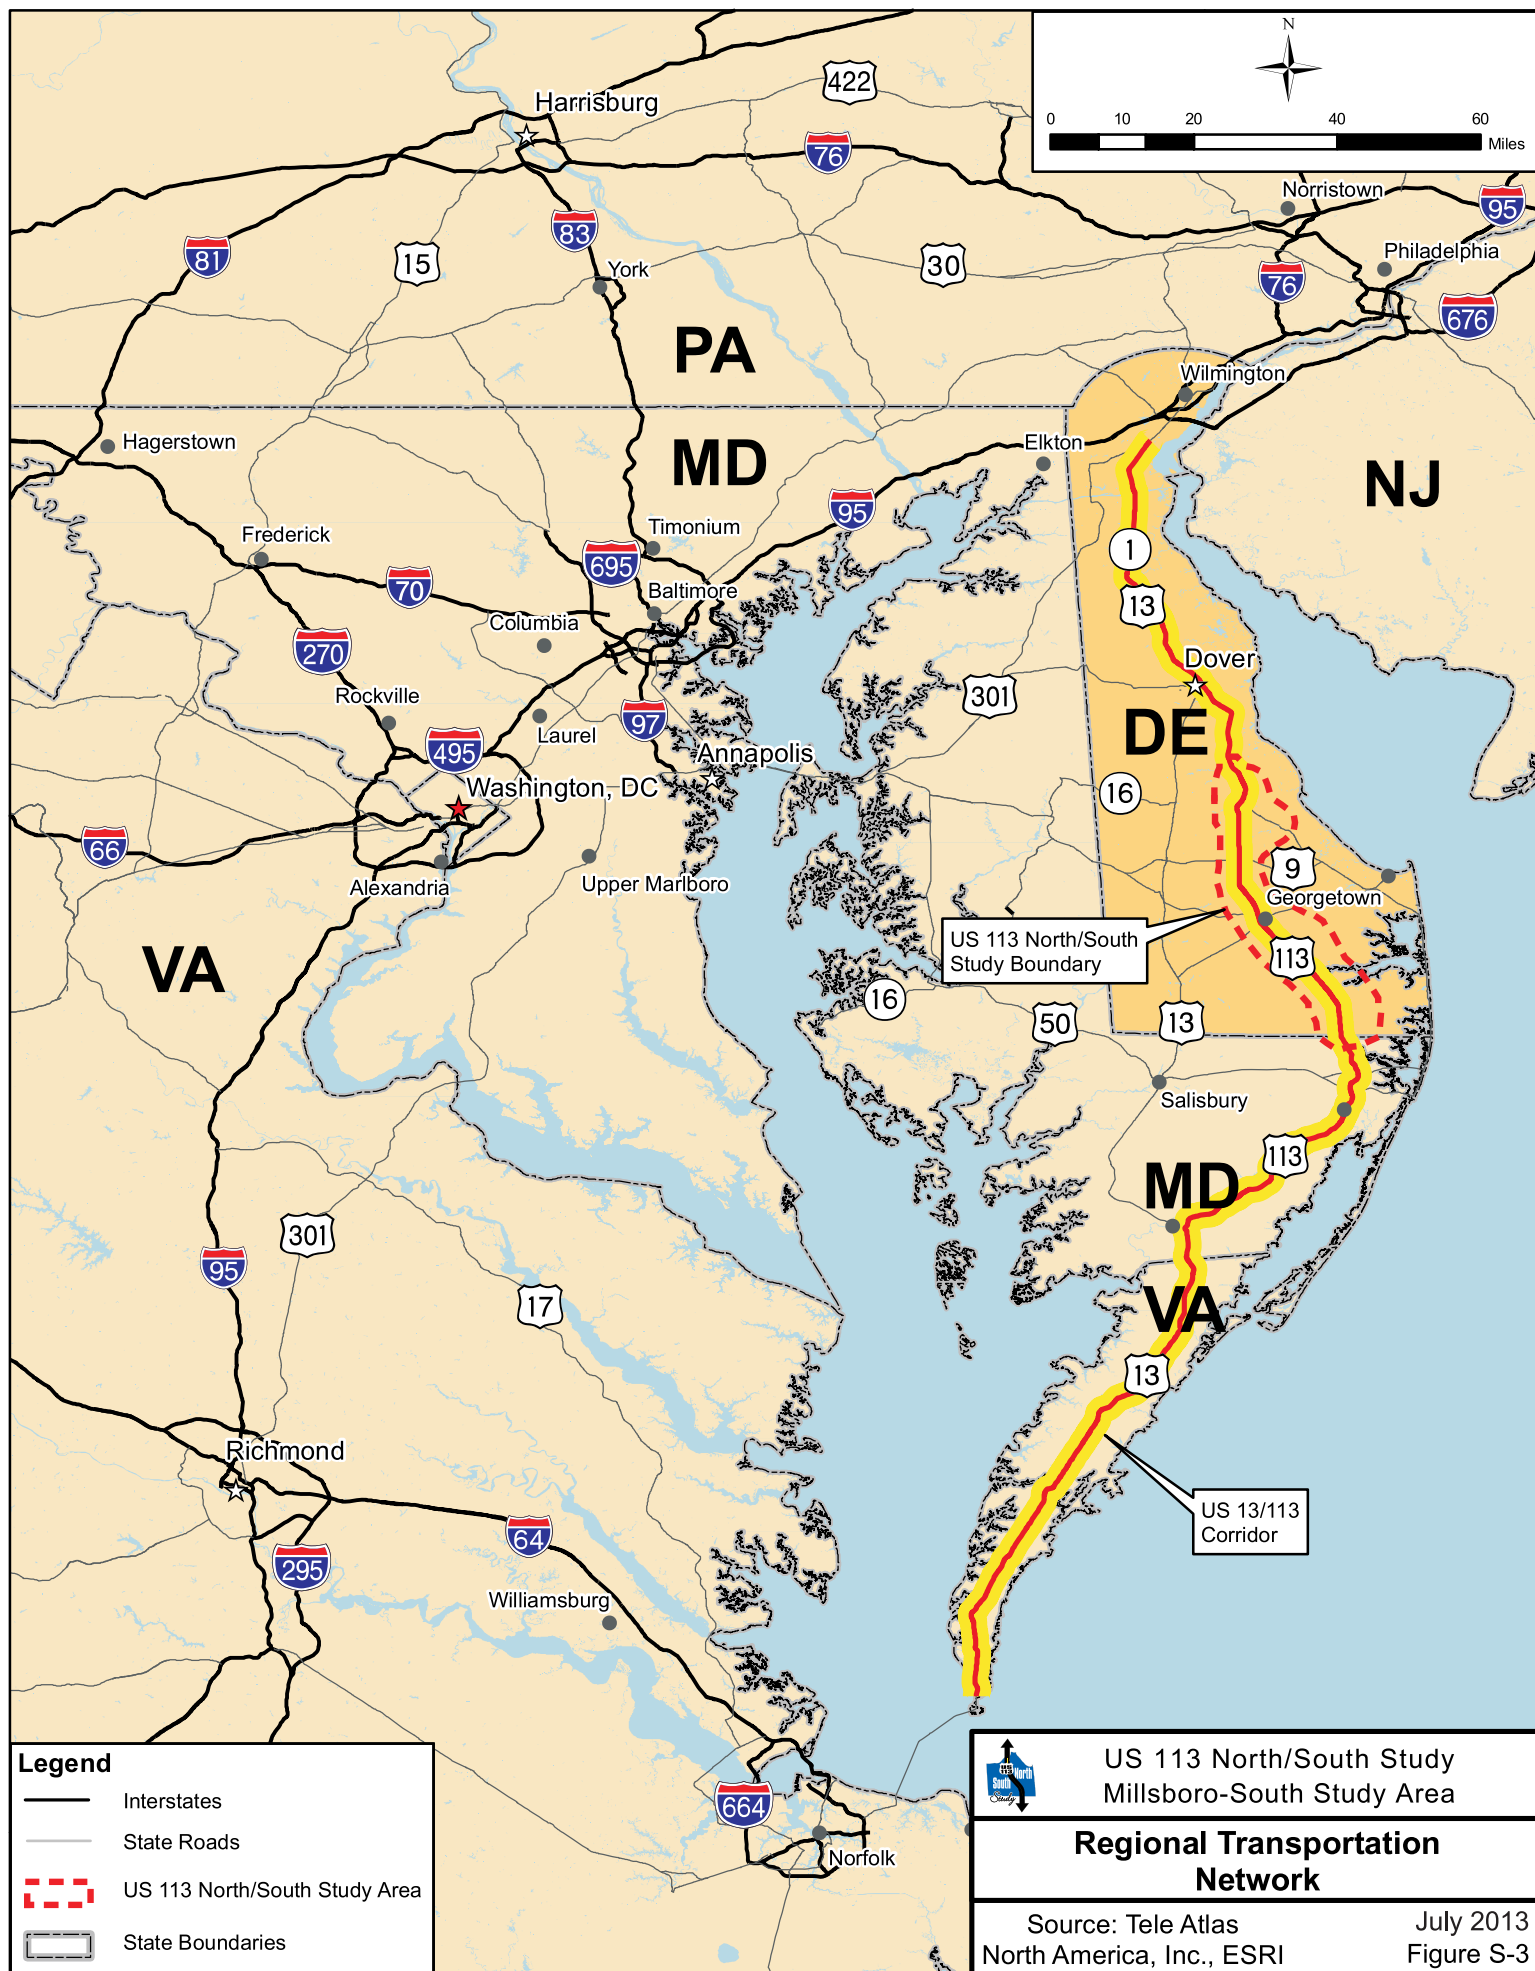 N
0 10 20 40 60
Miles
422
Harrisburg
76
Norristown
95
83
81
15
York
30
Philadelphia
76
676
PA
Wilmington
Hagerstown
MD
Elkton
NJ
95
Frederick
Timonium
695
1
70
Baltimore
13
Columbia
270
Dover
Rockville
301
97
Laurel
DE
495
Annapolis
Washington, DC
16
66
9
Alexandria
Upper Marlboro
Georgetown
US 113 North/South
Study Boundary
113
VA
16
50
13
Salisbury
113
MD
301
95
17
VA
13
Richmond
US 13/113
Corridor
64
295
Williamsburg
664
Norfolk
Legend
Interstates
State Roads
US 113 North/South Study Area
State Boundaries
US
113
South
North
Study
US 113 North/South Study
Millsboro-South Study Area
Regional Transportation
Network
Source: Tele Atlas
North America, Inc., ESRI
July 2013
Figure S-3